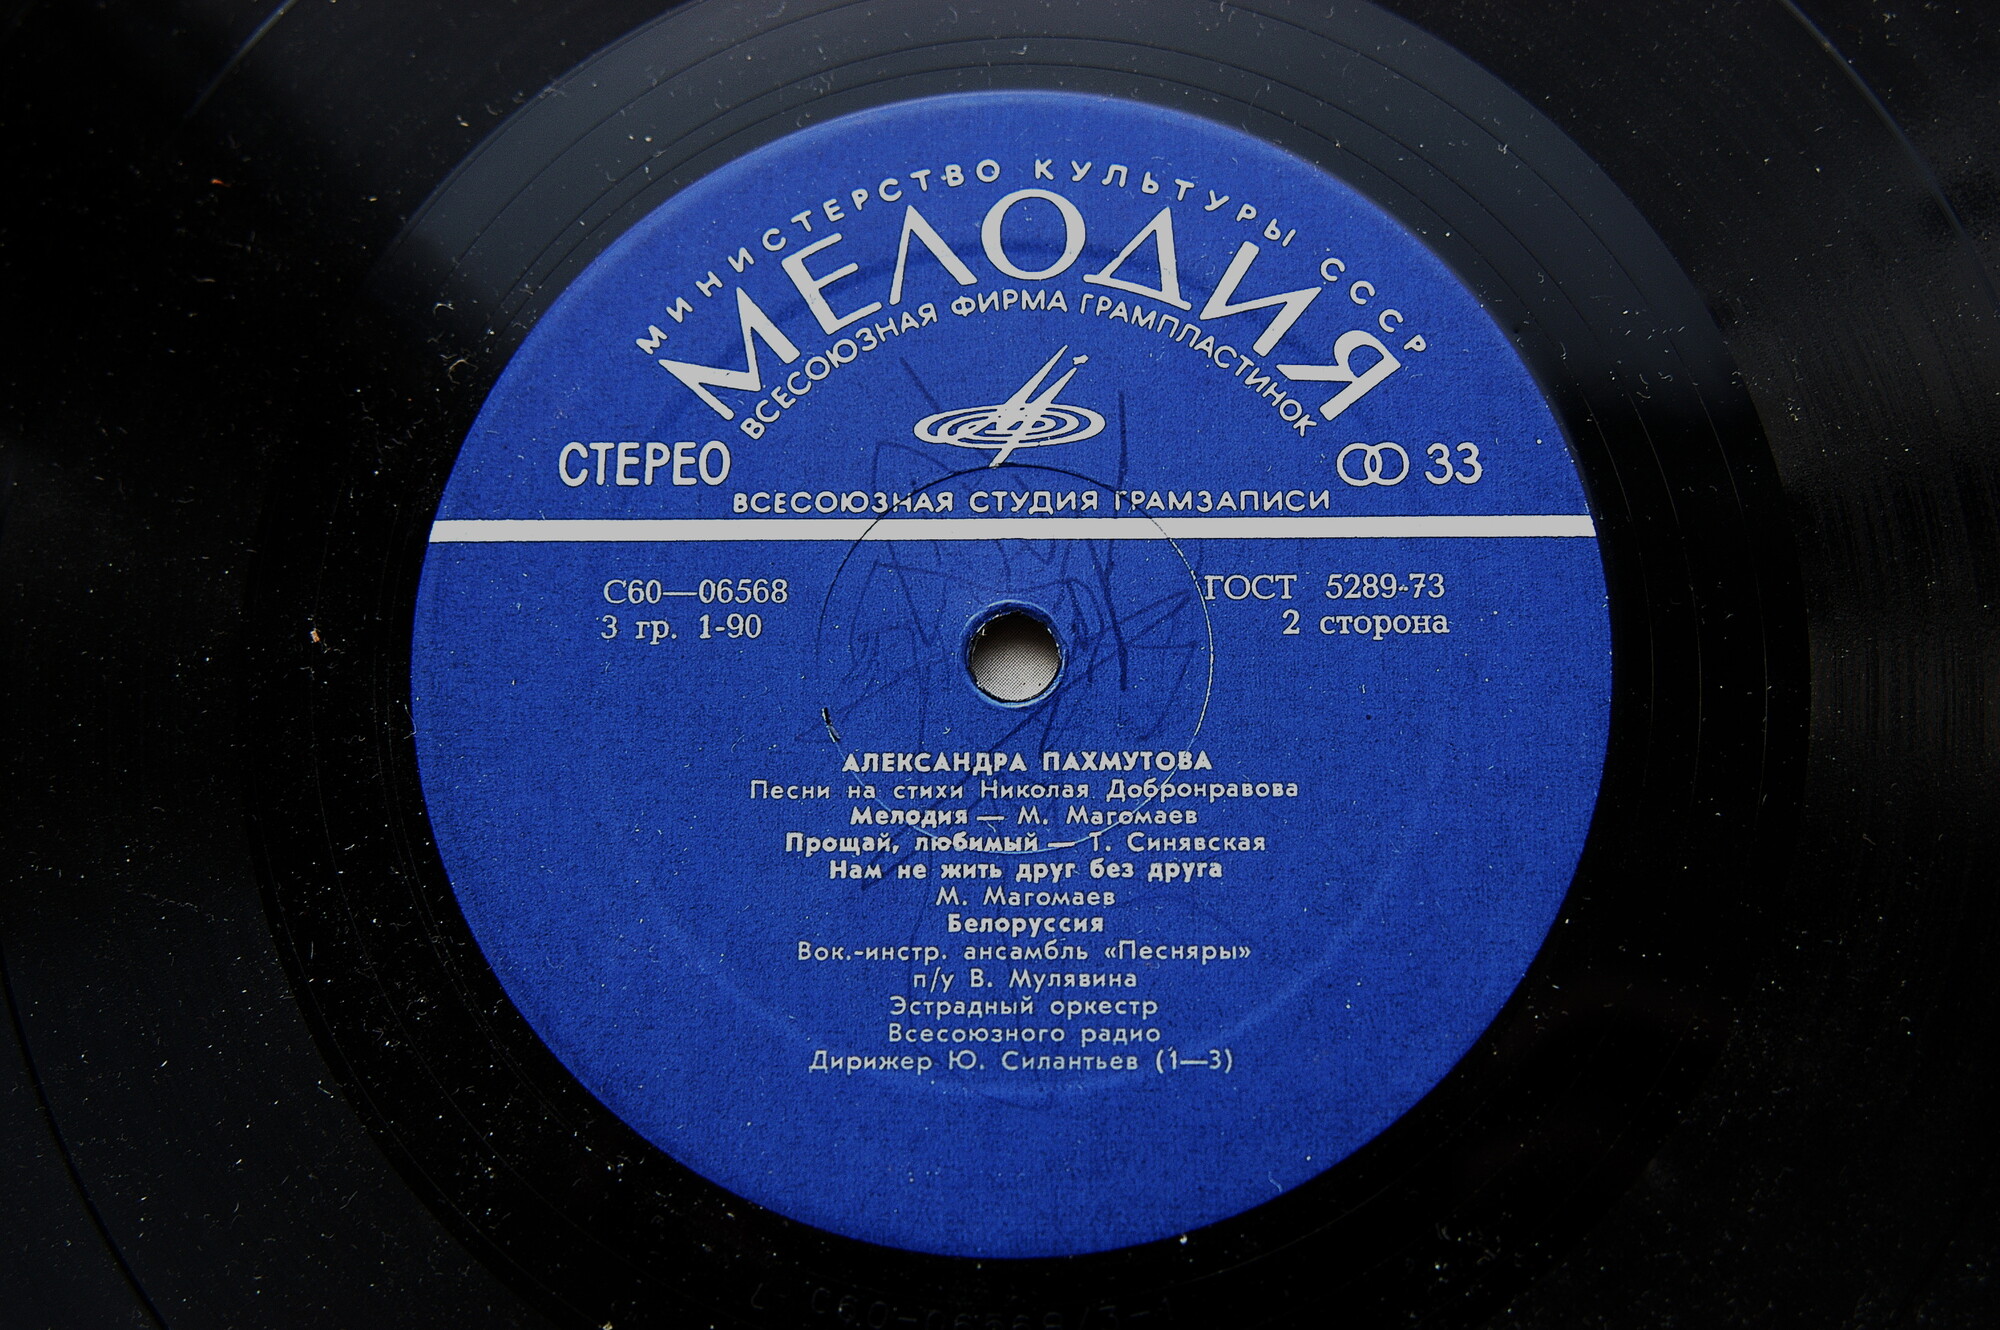 МИНИСТЕРСТВО КУЛЬТУРЫ СССР
МЕЛОДИЯ
ВСЕСОЮЗНАЯ ФИРМА ГРАМПЛАСТИНОК
СТЕРЕО
33
ВСЕСОЮЗНАЯ СТУДИЯ ГРАМЗАПИСИ
С60—06568
ГОСТ 5289-73
3 гр. 1-90
2 сторона
АЛЕКСАНДРА ПАХМУТОВА
Песни на стихи Николая Добронравова
Мелодия — М. Магомаев
Прощай, любимый — Т. Синявская
Нам не жить друг без друга
М. Магомаев
Белоруссия
Вок.-инстр. ансамбль «Песняры»
п/у В. Мулявина
Эстрадный оркестр
Всесоюзного радио
Дирижер Ю. Силантьев (1—3)